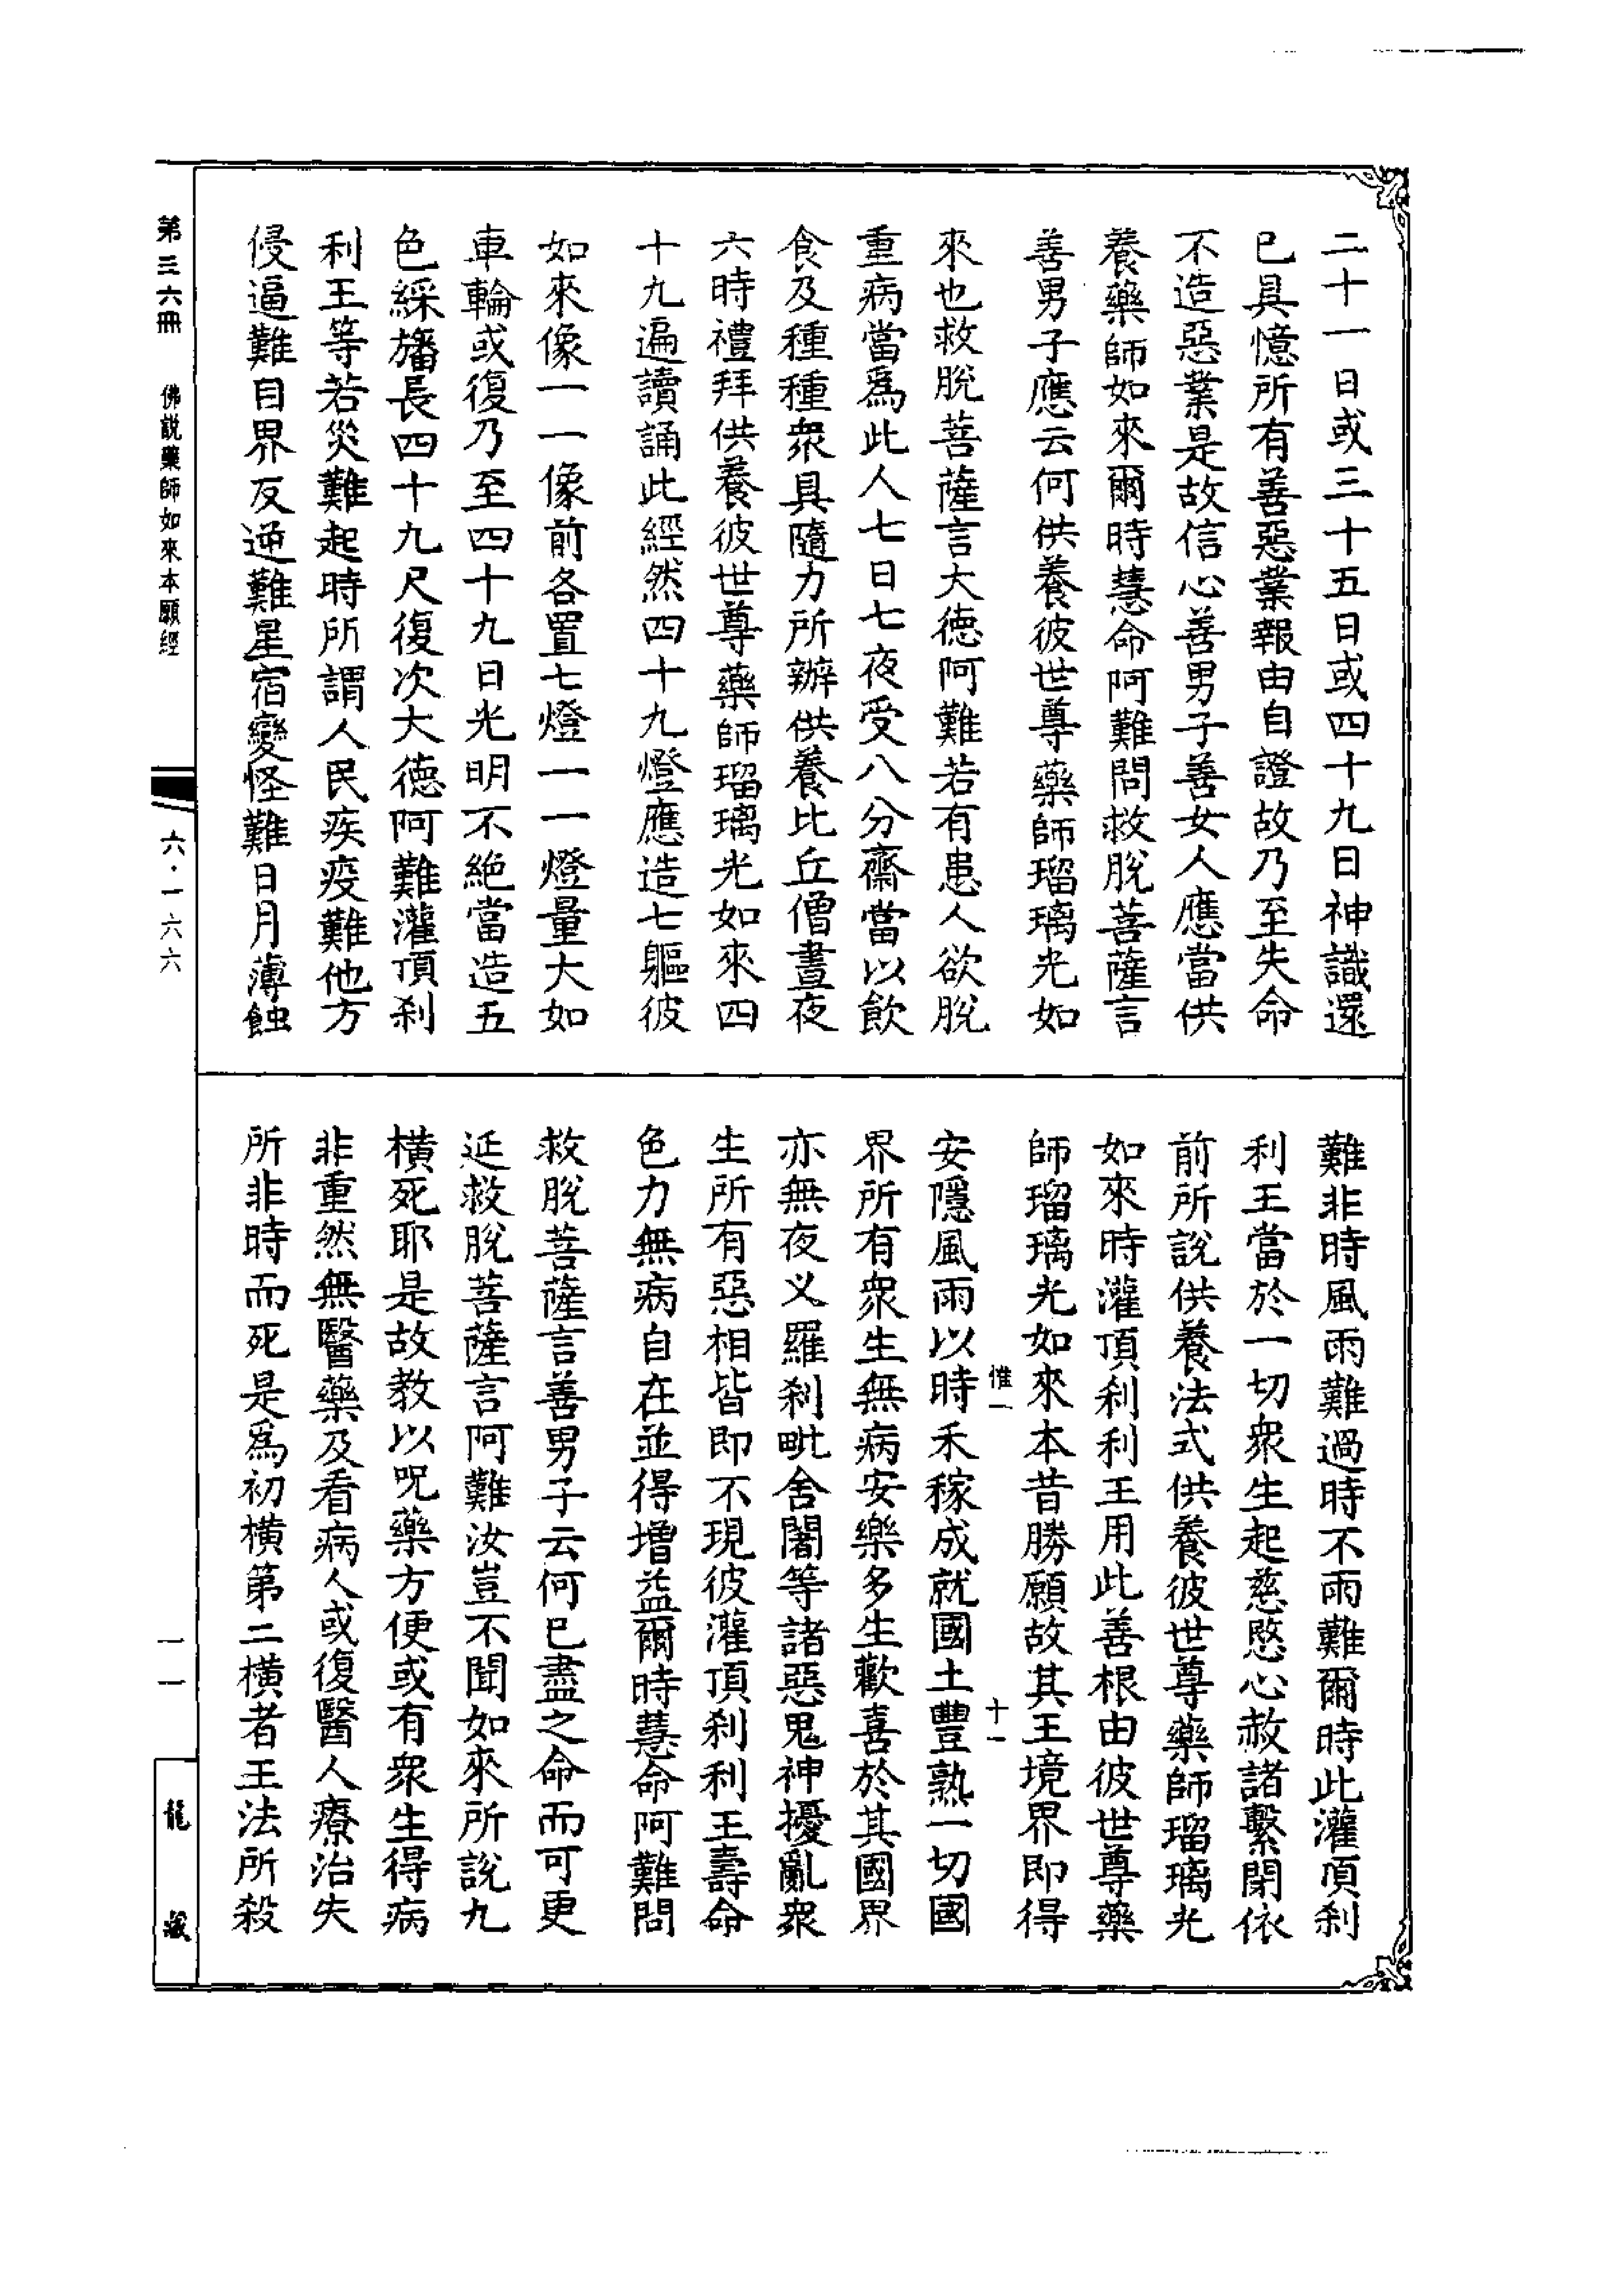 二十一日或三十五日或四十九日神識還
已具憶所有善惡業報由自證故乃至失命
不造惡業是故信心善男子善女人應當供
養藥師如來爾時慧命阿難問救脫菩薩言
善男子應云何供養彼世尊藥師瑠璃光如
來也救脫菩薩言大德阿難若有患人欲脫
重病當爲此人七日七夜受八分齋當以飲
食及種種衆具隨力所辦供養比丘僧晝夜
六時禮拜供養彼世尊藥師瑠璃光如來四
十九遍讀誦此經然四十九燈應造七軀彼
如來像一一像前各置七燈一一燈量大如
車輪或復乃至四十九日光明不絶當造五
色綵旛長四十九尺復次大德阿難灌頂刹
利王等若災難起時所謂人民疾疫難他方
侵逼難自界反逆難星宿變怪難日月薄蝕
難非時風雨難過時不雨難爾時此灌頂刹
利王當於一切衆生起慈愍心赦諸繫閉依
前所說供養法式供養彼世尊藥師瑠璃光
如來時灌頂刹利王用此善根由彼世尊藥
師瑠璃光如來本昔勝願故其王境界即得
惟一 十一
安隱風雨以時禾稼成就國土豐熟一切國
界所有衆生無病安樂多生歡喜於其國界
亦無夜义羅刹毗舍闍等諸惡鬼神擾亂衆
生所有惡相皆即不現彼灌頂刹利王壽命
色力無病自在並得增益爾時慧命阿難問
救脫菩薩言善男子云何已盡之命而可更
延救脫菩薩言阿難汝豈不聞如來所說九
橫死耶是故教以呪藥方便或有衆生得病
非重然無醫藥及看病人或復醫人療治失
所非時而死是爲初橫第二橫者王法所殺
第三六冊 佛說藥師如來本願經
六·一六六
一一
龍藏